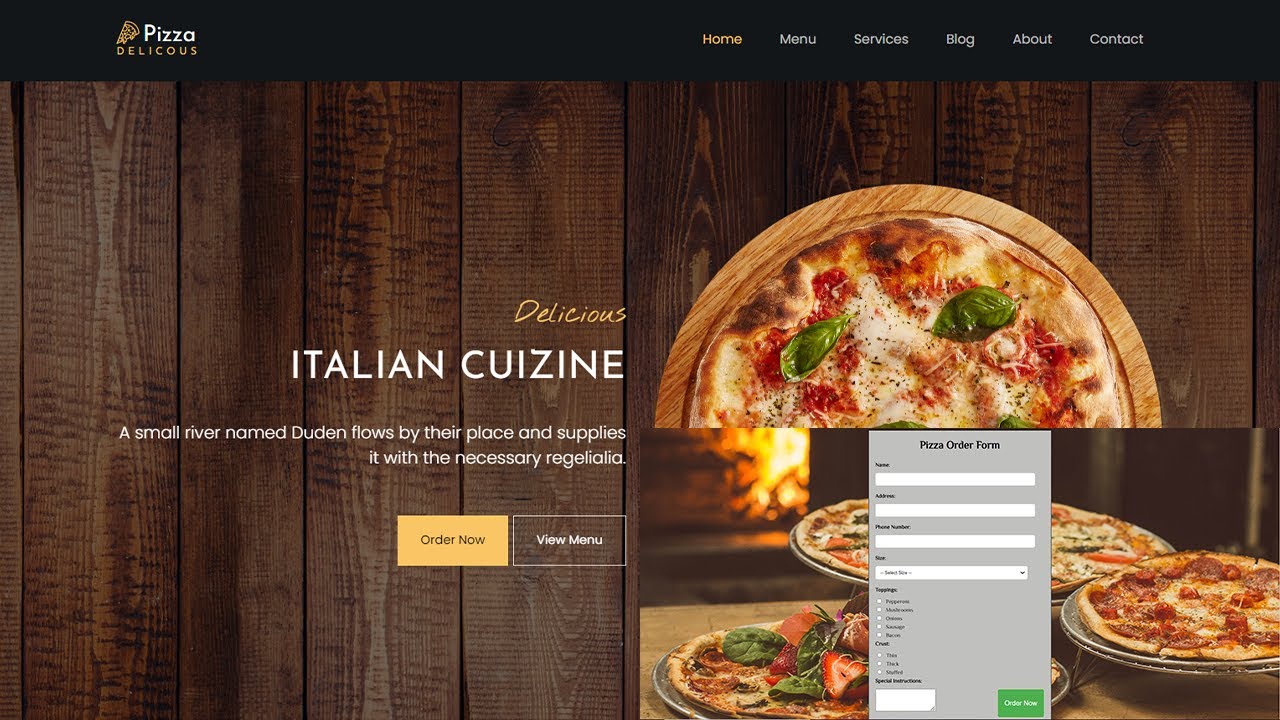 Pizza
DELICOUS
Home Menu Services Blog About Contact
Delicious
ITALIAN CUIZINE
A small river named Duden flows by their place and supplies
it with the necessary regelialia.
Order Now View Menu
Pizza Order Form
Name:
Address:
Phone Number:
Size:
-- Select Size --
Toppings:
Pepperoni
Mushrooms
Onions
Sausage
Bacon
Crust:
Thin
Thick
Stuffed
Special Instructions:
Order Now